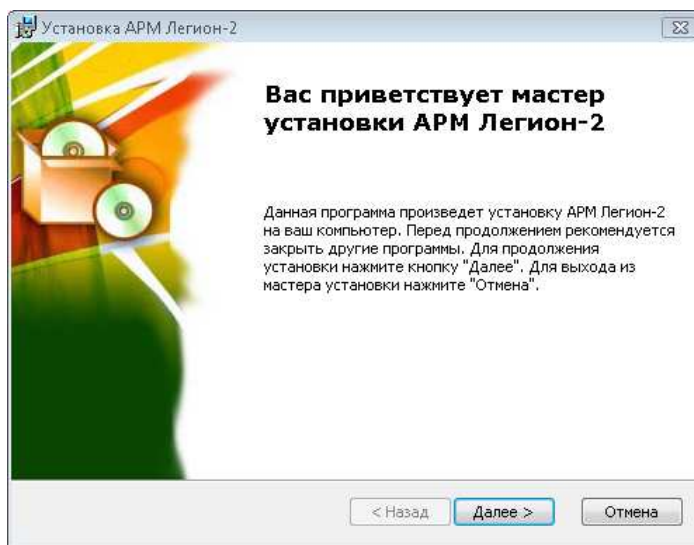 Установка АРМ Легион-2
Вас приветствует мастер
установки АРМ Легион-2
Данная программа произведет установку АРМ Легион-2
на ваш компьютер. Перед продолжением рекомендуется
закрыть другие программы. Для продолжения
установки нажмите кнопку "Далее". Для выхода из
мастера установки нажмите "Отмена".
< Назад Далее > Отмена